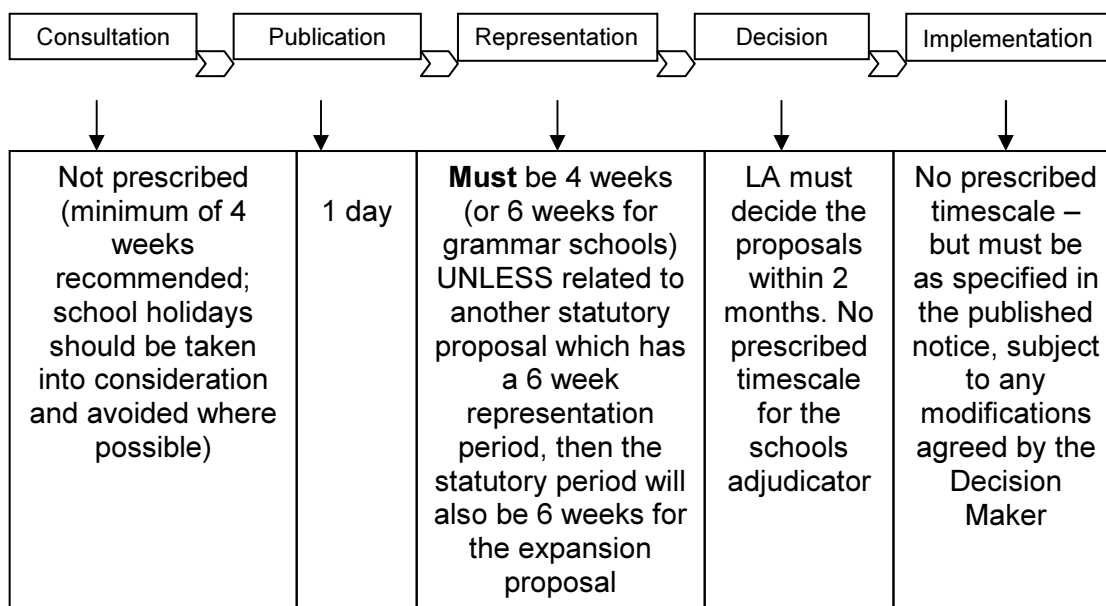 Consultation
Publication
Representation
Decision
Implementation
Not prescribed
(minimum of 4
weeks
recommended;
school holidays
should be taken
into consideration
and avoided where
possible)
1 day
Must be 4 weeks
(or 6 weeks for
grammar schools)
UNLESS related to
another statutory
proposal which has
a 6 week
representation
period, then the
statutory period will
also be 6 weeks for
the expansion
proposal
LA must
decide the
proposals
within 2
months. No
prescribed
timescale
for the
schools
adjudicator
No prescribed
timescale –
but must be
as specified in
the published
notice, subject
to any
modifications
agreed by the
Decision
Maker